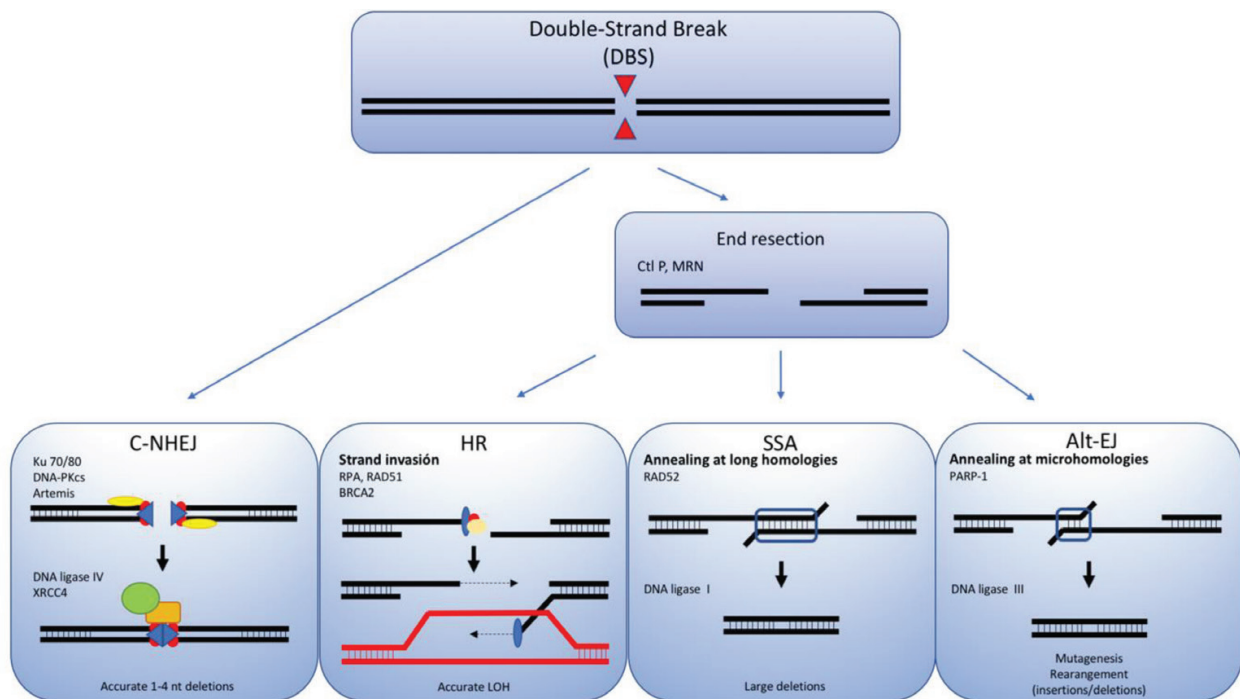 Double-Strand Break
(DBS)
End resection
Ctl P, MRN
C-NHEJ
Ku 70/80
DNA-PKcs
Artemis
DNA ligase IV
XRCC4
Accurate 1-4 nt deletions
HR
Strand invasión
RPA, RAD51
BRCA2
Accurate LOH
SSA
Annealing at long homologies
RAD52
DNA ligase I
Large deletions
Alt-EJ
Annealing at microhomologies
PARP-1
DNA ligase III
Mutagenesis
Rearrangement
(insertions/deletions)